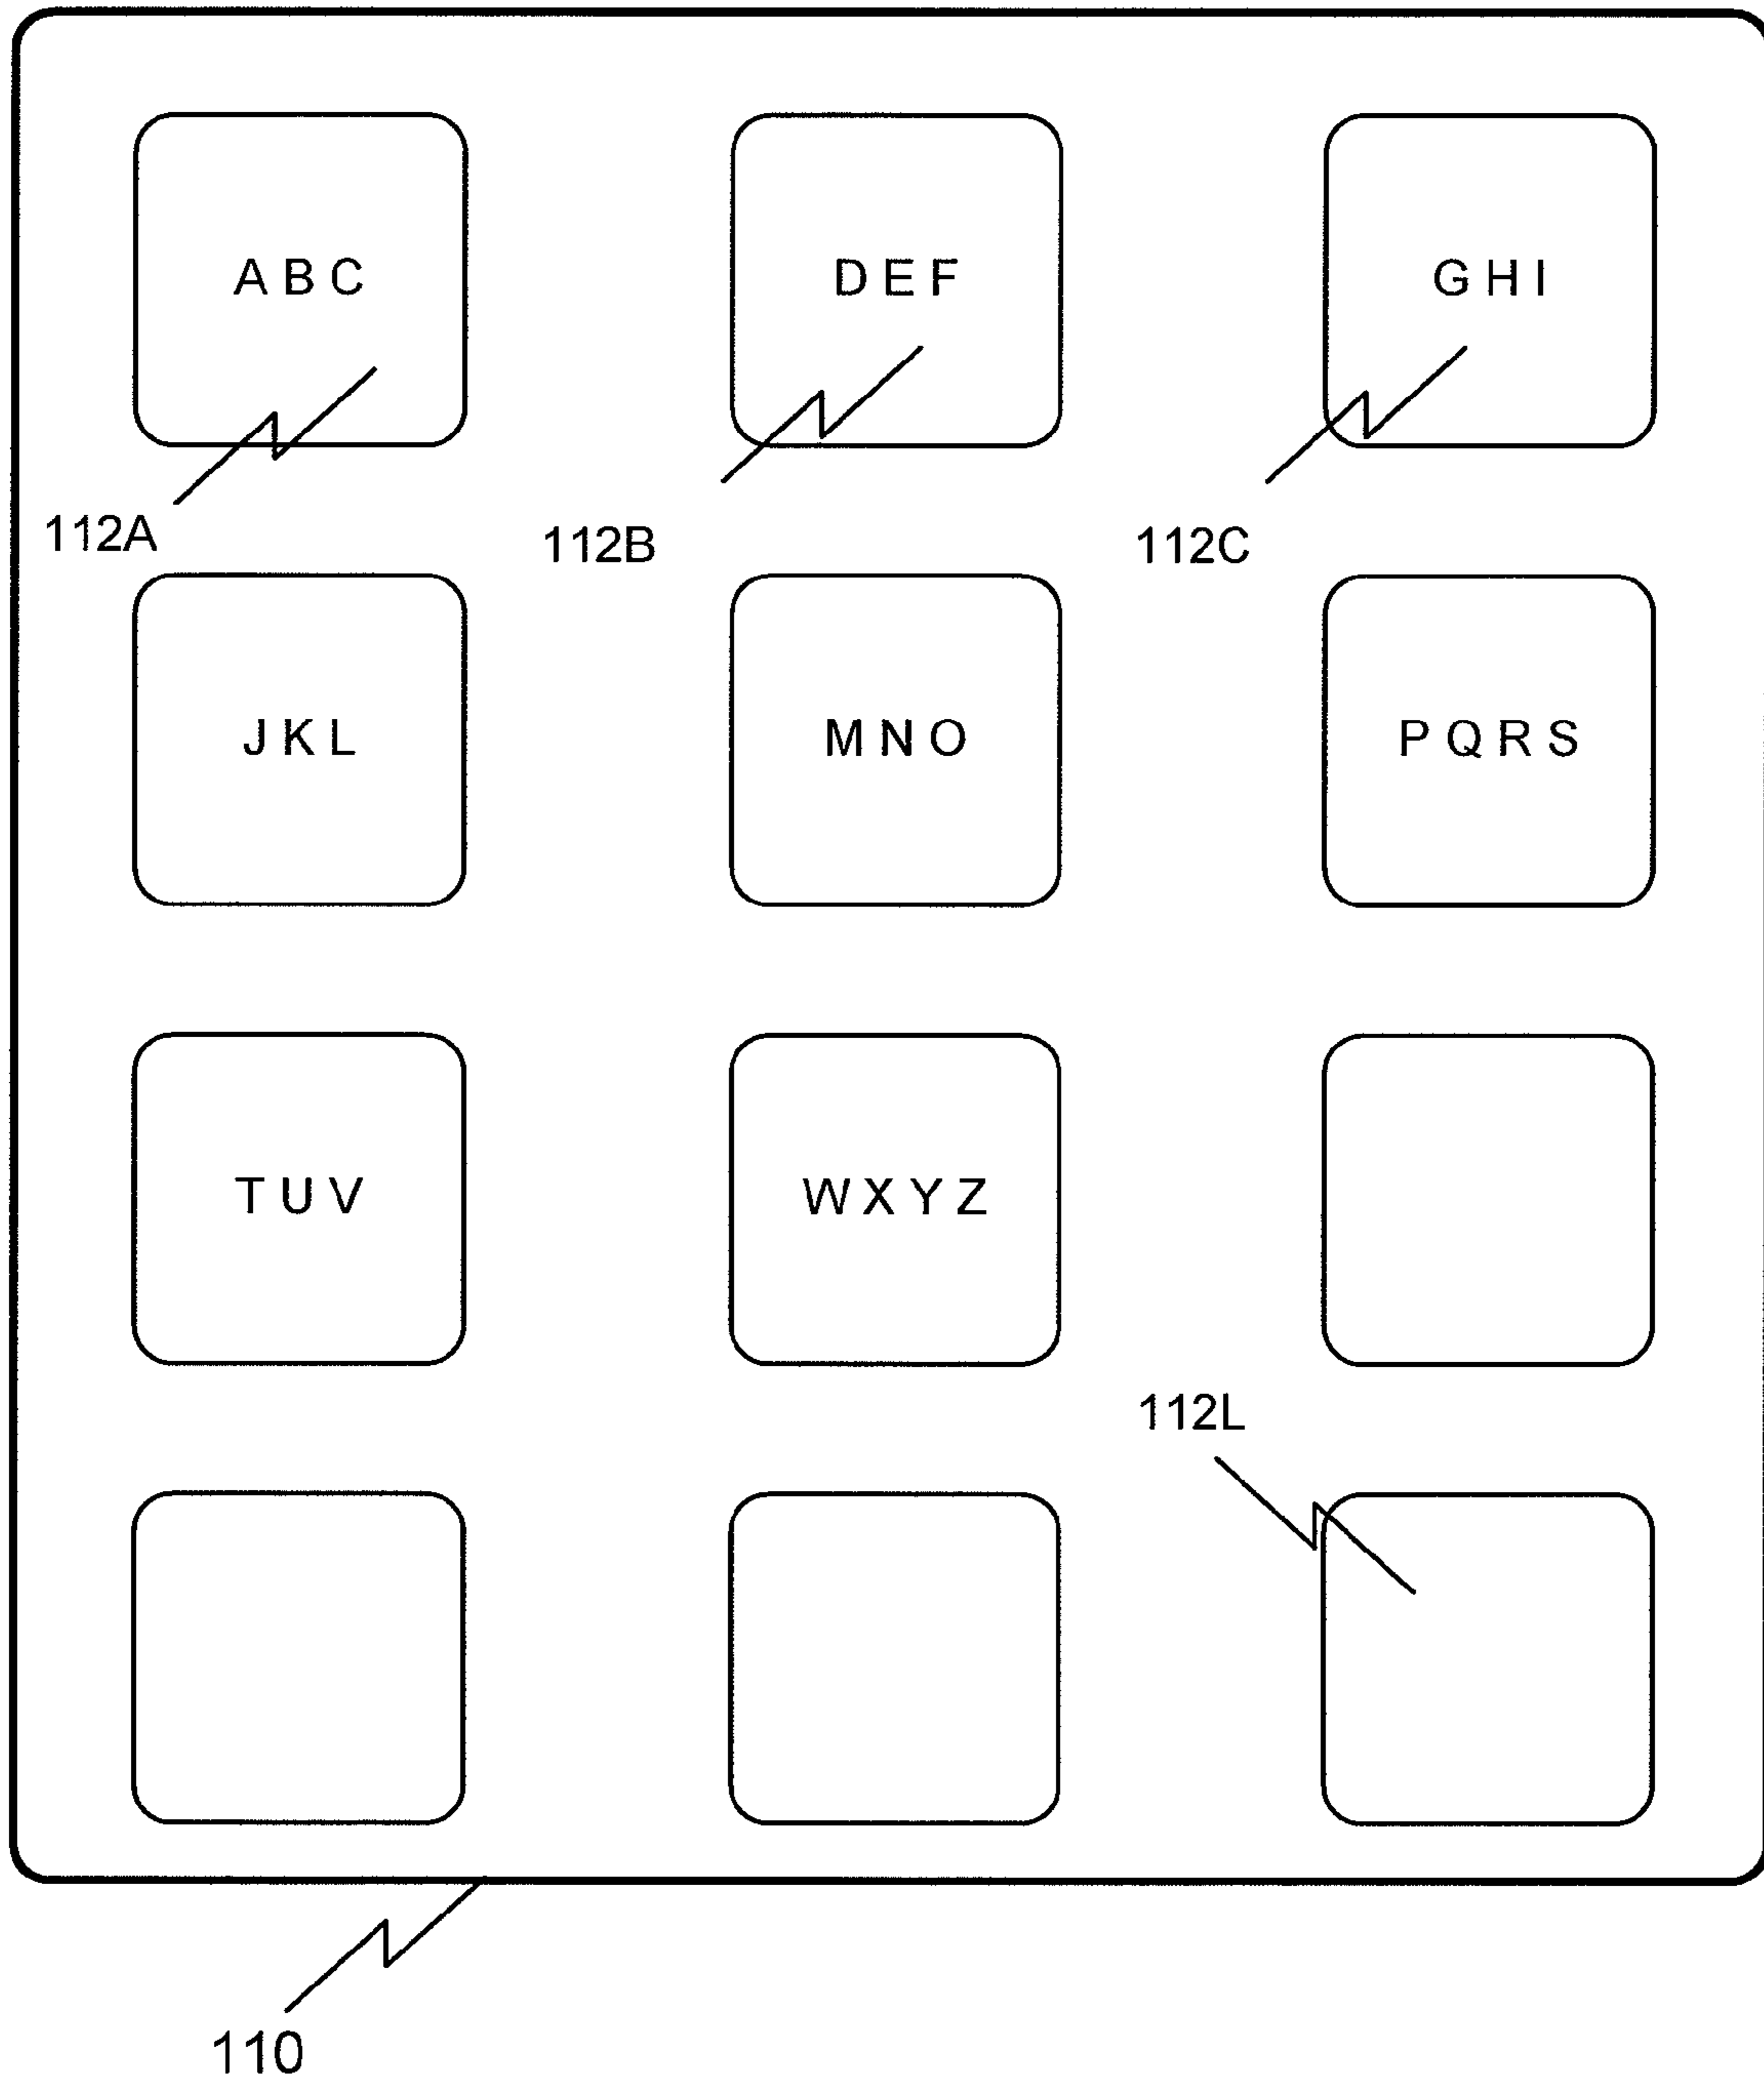 A B C
D E F
G H I
112A
112B
112C
J K L
M N O
P Q R S
T U V
W X Y Z
112L
110